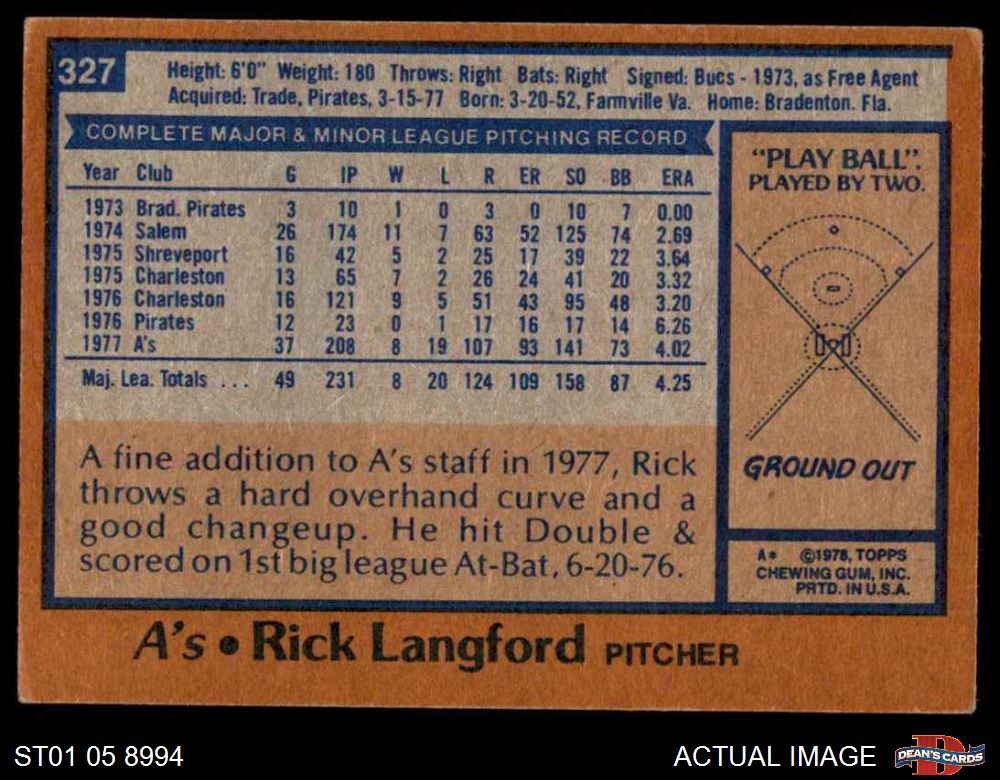 327
Height: 6'0" Weight: 180 Throws: Right Bats: Right Signed: Bucs - 1973, as Free Agent
Acquired: Trade, Pirates, 3-15-77 Born: 3-20-52, Farmville Va. Home: Bradenton. Fla.
COMPLETE MAJOR & MINOR LEAGUE PITCHING RECORD
Year Club G IP W L R ER SO BB ERA
1973 Brad. Pirates 3 10 1 0 3 0 10 7 0.00
1974 Salem 26 174 11 7 63 52 125 74 2.69
1975 Shreveport 16 42 5 2 25 17 39 22 3.64
1975 Charleston 13 65 7 2 26 24 41 20 3.32
1976 Charleston 16 121 9 5 51 43 95 48 3.20
1976 Pirates 12 23 0 1 17 16 17 14 6.26
1977 A's 37 208 8 19 107 93 141 73 4.02
Maj. Lea. Totals ... 49 231 8 20 124 109 158 87 4.25
A fine addition to A's staff in 1977, Rick
throws a hard overhand curve and a
good changeup. He hit Double &
scored on 1st big league At-Bat, 6-20-76.
"PLAY BALL".
PLAYED BY TWO.
GROUND OUT
A* ©1978, TOPPS
CHEWING GUM, INC.
PRTD. IN U.S.A.
A's • Rick Langford PITCHER
ST01 05 8994
ACTUAL IMAGE
D
DEAN'S CARDS